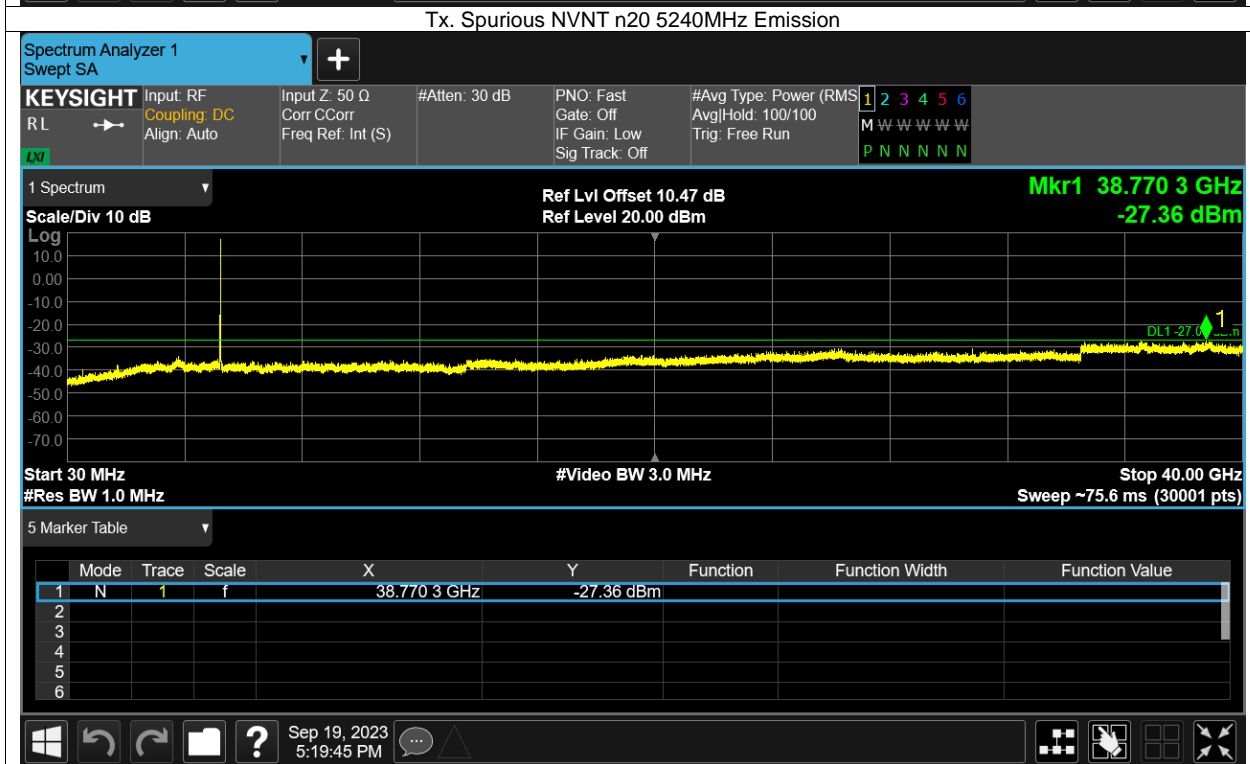 Tx. Spurious NVNT n20 5240MHz Emission
Spectrum Analyzer 1
Swept SA
+
KEYSIGHT
R L
LXI
Input: RF
Coupling: DC
Align: Auto
Input Z: 50 Ω
Corr CCorr
Freq Ref: Int (S)
#Atten: 30 dB
PNO: Fast
Gate: Off
IF Gain: Low
Sig Track: Off
#Avg Type: Power (RMS
Avg|Hold: 100/100
Trig: Free Run
1 2 3 4 5 6
M W W W W W
P N N N N N
1 Spectrum
Scale/Div 10 dB
Ref Lvl Offset 10.47 dB
Ref Level 20.00 dBm
Mkr1 38.770 3 GHz
-27.36 dBm
Log
10.0
0.00
-10.0
-20.0
-30.0
-40.0
-50.0
-60.0
-70.0
1
DL1 -27.0
Start 30 MHz
#Video BW 3.0 MHz
Stop 40.00 GHz
#Res BW 1.0 MHz
Sweep ~75.6 ms (30001 pts)
5 Marker Table
Mode Trace Scale X Y Function Function Width Function Value
1 N 1 f 38.770 3 GHz -27.36 dBm
2
3
4
5
6
?
Sep 19, 2023
5:19:45 PM